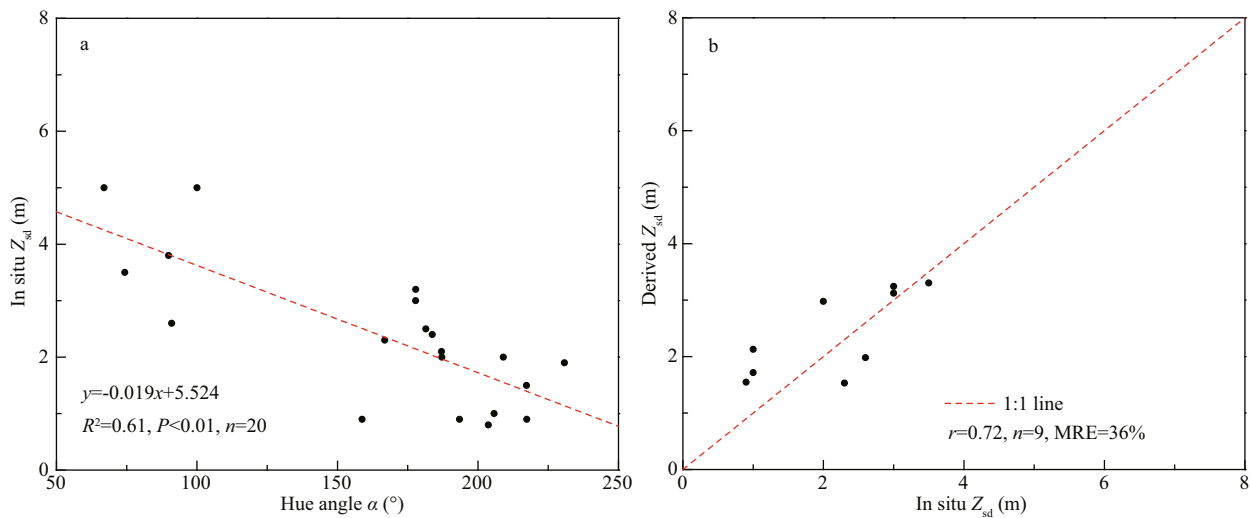 a
In situ Zsd (m)
8
6
4
2
0
y=-0.019x+5.524
R²=0.61, P<0.01, n=20
50 100 150 200 250
Hue angle α (°)
b
Derived Zsd (m)
8
6
4
2
0
1:1 line
r=0.72, n=9, MRE=36%
0 2 4 6 8
In situ Zsd (m)